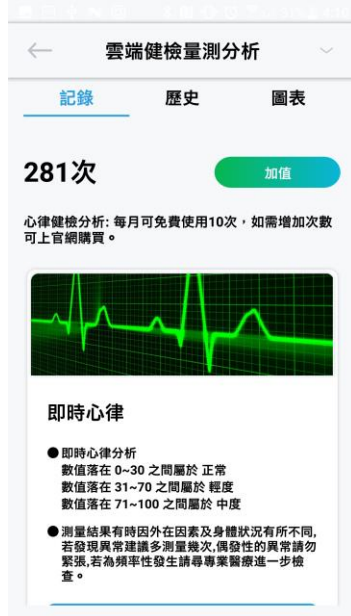 雲端健檢量測分析
記錄
歷史
圖表
281次
加值
心律健檢分析: 每月可免費使用10次，如需增加次數
可上官網購買。
即時心律
●即時心律分析
數值落在 0~30 之間屬於 正常
數值落在 31~70 之間屬於 輕度
數值落在 71~100 之間屬於 中度
●測量結果有時因外在因素及身體狀況有所不同,
若發現異常建議多測量幾次,偶發性的異常請勿
緊張,若為頻率性發生請尋專業醫療進一步檢
查。